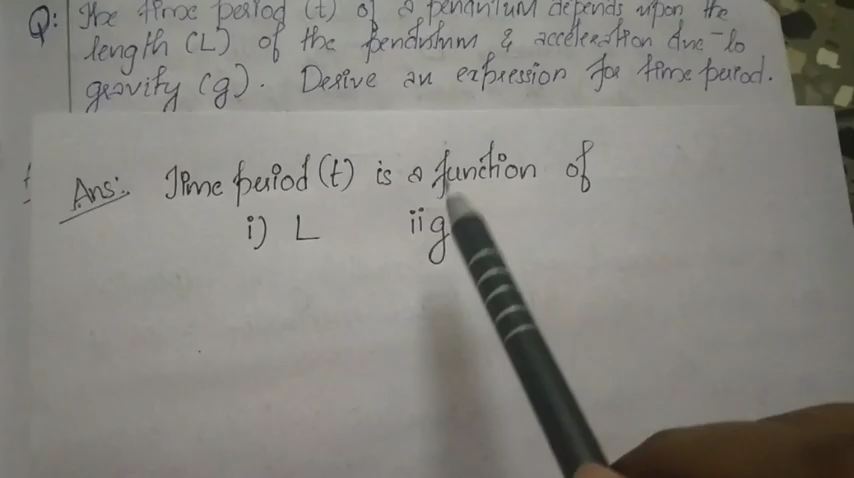 Q: The time period (t) of a pendulum depends upon the
length (L) of the pendulum & acceleration due-to
gravity (g). Derive an expression for time period.
Ans: Time period (t) is a function of
i) L ii g